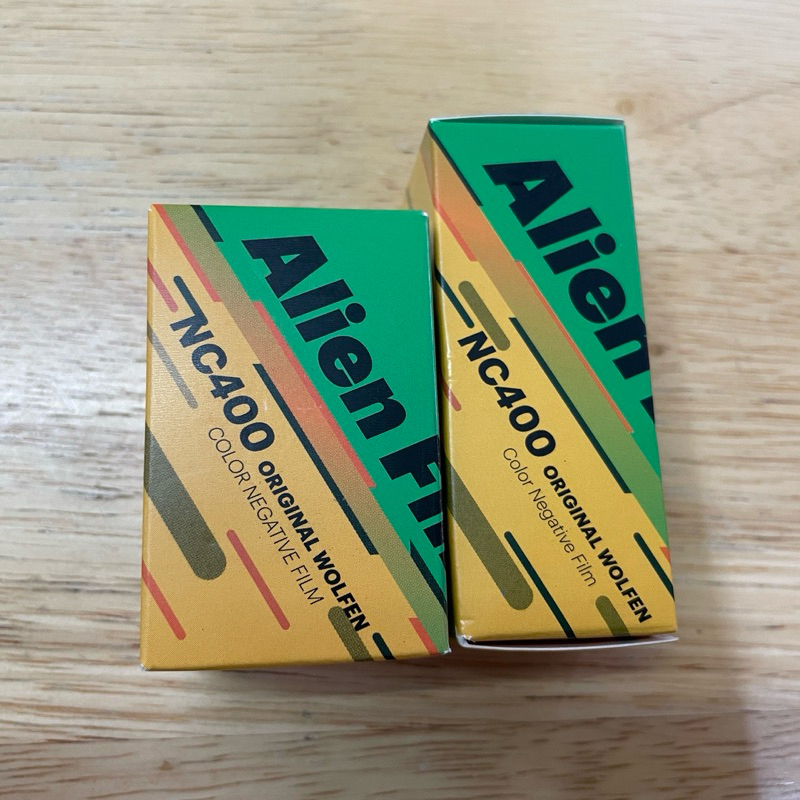 Alien Fil
NC400
ORIGINAL WOLFEN
COLOR NEGATIVE FILM
Alien
NC400
ORIGINAL WOLFEN
Color Negative Film